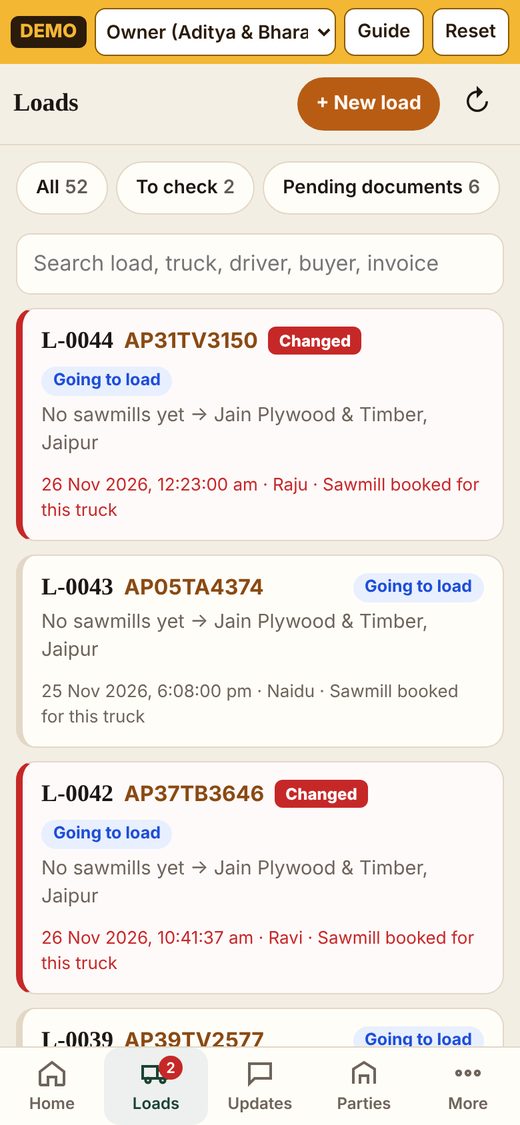 DEMO Owner (Aditya & Bhara Guide Reset
Loads + New load
All 52 To check 2 Pending documents 6
Search load, truck, driver, buyer, invoice
L-0044 AP31TV3150 Changed
Going to load
No sawmills yet → Jain Plywood & Timber,
Jaipur
26 Nov 2026, 12:23:00 am · Raju · Sawmill booked for
this truck
L-0043 AP05TA4374 Going to load
No sawmills yet → Jain Plywood & Timber,
Jaipur
25 Nov 2026, 6:08:00 pm · Naidu · Sawmill booked
for this truck
L-0042 AP37TB3646 Changed
Going to load
No sawmills yet → Jain Plywood & Timber,
Jaipur
26 Nov 2026, 10:41:37 am · Ravi · Sawmill booked for
this truck
L-0039 AP39TV2577 Going to load
2
Home Loads Updates Parties More